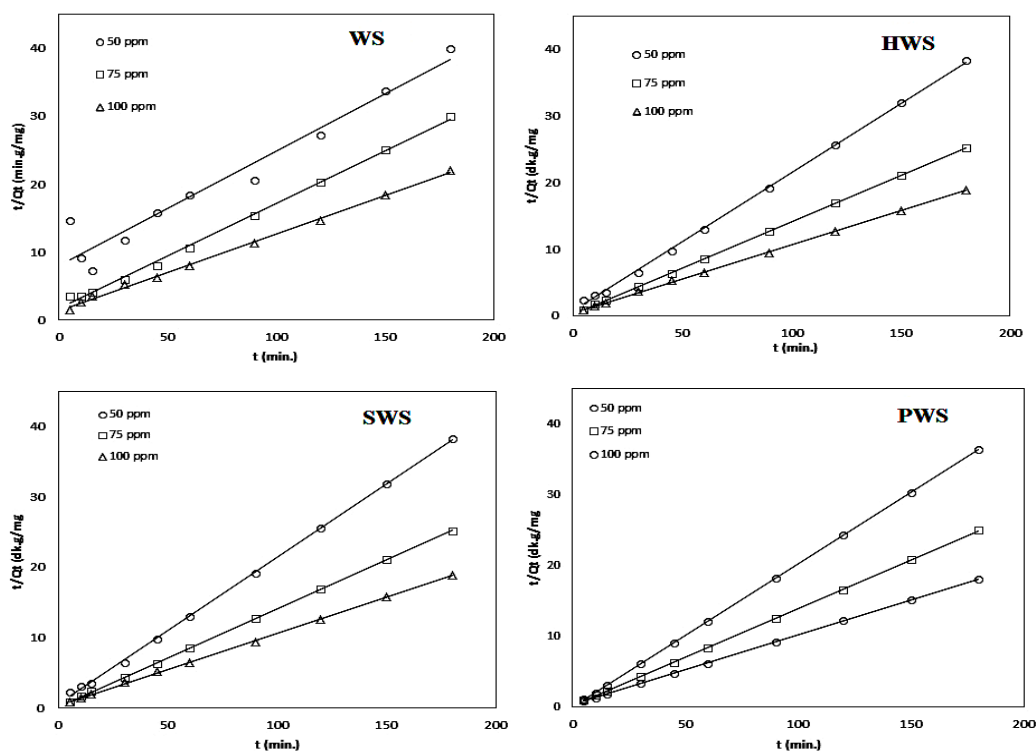 WS
50 ppm
75 ppm
100 ppm
t/Qt (min.g/mg)
40
30
20
10
0
0 50 100 150 200
t (min.)
HWS
50 ppm
75 ppm
100 ppm
t/Qt (dk.g/mg
40
30
20
10
0
0 50 100 150 200
t (min.)
SWS
50 ppm
75 ppm
100 ppm
t/Qt (dk.g/mg
40
30
20
10
0
0 50 100 150 200
t (min.)
PWS
50 ppm
75 ppm
100 ppm
t/Qt (dk.g/mg
40
30
20
10
0
0 50 100 150 200
t (min.)